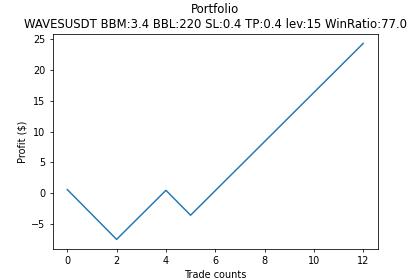 Portfolio
WAVESUSDT BBM:3.4 BBL:220 SL:0.4 TP:0.4 lev:15 WinRatio:77.0
25
20
15
10
5
0
−5
Profit ($)
0 2 4 6 8 10 12
Trade counts